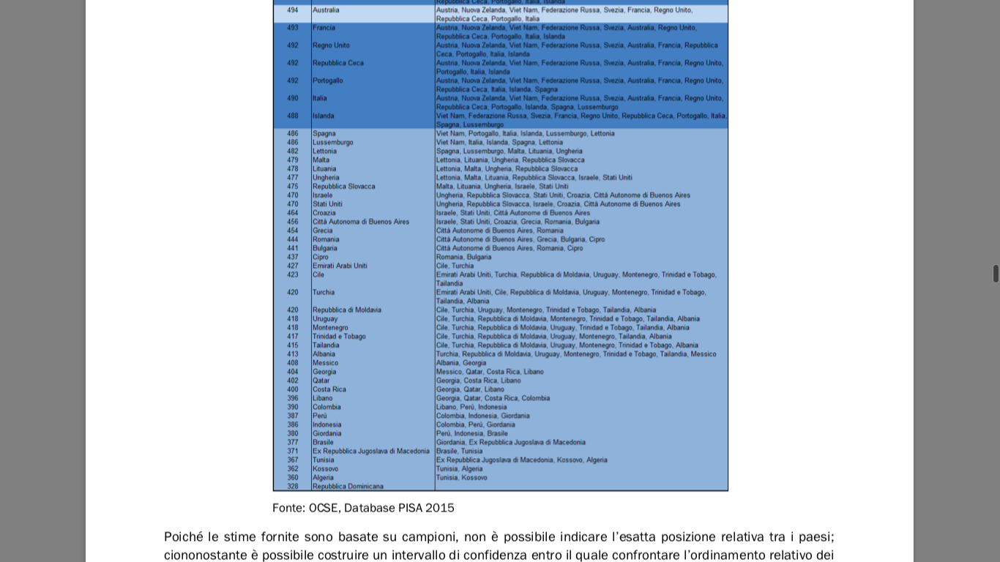 Repubblica Ceca, Portogallo, Italia, Islanda
494 Australia Austria, Nuova Zelanda, Viet Nam, Federazione Russa, Svezia, Francia, Regno Unito,
Repubblica Ceca, Portogallo, Italia
493 Francia Austria, Nuova Zelanda, Viet Nam, Federazione Russa, Svezia, Australia, Regno Unito,
Repubblica Ceca, Portogallo, Italia, Islanda
492 Regno Unito Austria, Nuova Zelanda, Viet Nam, Federazione Russa, Svezia, Australia, Francia, Repubblica
Ceca, Portogallo, Italia, Islanda
492 Repubblica Ceca Austria, Nuova Zelanda, Viet Nam, Federazione Russa, Svezia, Australia, Francia, Regno Unito,
Portogallo, Italia, Islanda
492 Portogallo Austria, Nuova Zelanda, Viet Nam, Federazione Russa, Svezia, Australia, Francia, Regno Unito,
Repubblica Ceca, Italia, Islanda, Spagna
490 Italia Austria, Nuova Zelanda, Viet Nam, Federazione Russa, Svezia, Australia, Francia, Regno Unito,
Repubblica Ceca, Portogallo, Islanda, Spagna, Lussemburgo
488 Islanda Viet Nam, Federazione Russa, Svezia, Francia, Regno Unito, Repubblica Ceca, Portogallo, Italia,
Spagna, Lussemburgo
486 Spagna Viet Nam, Portogallo, Italia, Islanda, Lussemburgo, Lettonia
486 Lussemburgo Viet Nam, Italia, Islanda, Spagna, Lettonia
482 Lettonia Spagna, Lussemburgo, Malta, Lituania, Ungheria
479 Malta Lettonia, Lituania, Ungheria, Repubblica Slovacca
478 Lituania Lettonia, Malta, Ungheria, Repubblica Slovacca
477 Ungheria Lettonia, Malta, Lituania, Repubblica Slovacca, Israele, Stati Uniti
475 Repubblica Slovacca Malta, Lituania, Ungheria, Israele, Stati Uniti
470 Israele Ungheria, Repubblica Slovacca, Stati Uniti, Croazia, Città Autonome di Buenos Aires
470 Stati Uniti Ungheria, Repubblica Slovacca, Israele, Croazia, Città Autonome di Buenos Aires
464 Croazia Israele, Stati Uniti, Città Autonome di Buenos Aires
456 Città Autonoma di Buenos Aires Israele, Stati Uniti, Croazia, Grecia, Romania, Bulgaria
454 Grecia Città Autonome di Buenos Aires, Romania
444 Romania Città Autonome di Buenos Aires, Grecia, Bulgaria, Cipro
441 Bulgaria Città Autonome di Buenos Aires, Romania, Cipro
437 Cipro Romania, Bulgaria
427 Emirati Arabi Uniti Cile, Turchia
423 Cile Emirati Arabi Uniti, Turchia, Repubblica di Moldavia, Uruguay, Montenegro, Trinidad e Tobago,
Tailandia
420 Turchia Emirati Arabi Uniti, Cile, Repubblica di Moldavia, Uruguay, Montenegro, Trinidad e Tobago,
Tailandia, Albania
420 Repubblica di Moldavia Cile, Turchia, Uruguay, Montenegro, Trinidad e Tobago, Tailandia, Albania
418 Uruguay Cile, Turchia, Repubblica di Moldavia, Montenegro, Trinidad e Tobago, Tailandia, Albania
418 Montenegro Cile, Turchia, Repubblica di Moldavia, Uruguay, Trinidad e Tobago, Tailandia, Albania
417 Trinidad e Tobago Cile, Turchia, Repubblica di Moldavia, Uruguay, Montenegro, Tailandia, Albania
415 Tailandia Cile, Turchia, Repubblica di Moldavia, Uruguay, Montenegro, Trinidad e Tobago, Albania
413 Albania Turchia, Repubblica di Moldavia, Uruguay, Montenegro, Trinidad e Tobago, Tailandia, Messico
408 Messico Albania, Georgia
404 Georgia Messico, Qatar, Costa Rica, Libano
402 Qatar Georgia, Costa Rica, Libano
400 Costa Rica Georgia, Qatar, Libano
396 Libano Georgia, Qatar, Costa Rica, Colombia
390 Colombia Libano, Perù, Indonesia
387 Perù Colombia, Indonesia, Giordania
386 Indonesia Colombia, Perù, Giordania
380 Giordania Perù, Indonesia, Brasile
377 Brasile Giordania, Ex Repubblica Jugoslava di Macedonia
371 Ex Repubblica Jugoslava di Macedonia Brasile, Tunisia
367 Tunisia Ex Repubblica Jugoslava di Macedonia, Kossovo, Algeria
362 Kossovo Tunisia, Algeria
360 Algeria Tunisia, Kossovo
328 Repubblica Dominicana
Fonte: OCSE, Database PISA 2015
Poiché le stime fornite sono basate su campioni, non è possibile indicare l'esatta posizione relativa tra i paesi;
ciononostante è possibile costruire un intervallo di confidenza entro il quale confrontare l'ordinamento relativo dei